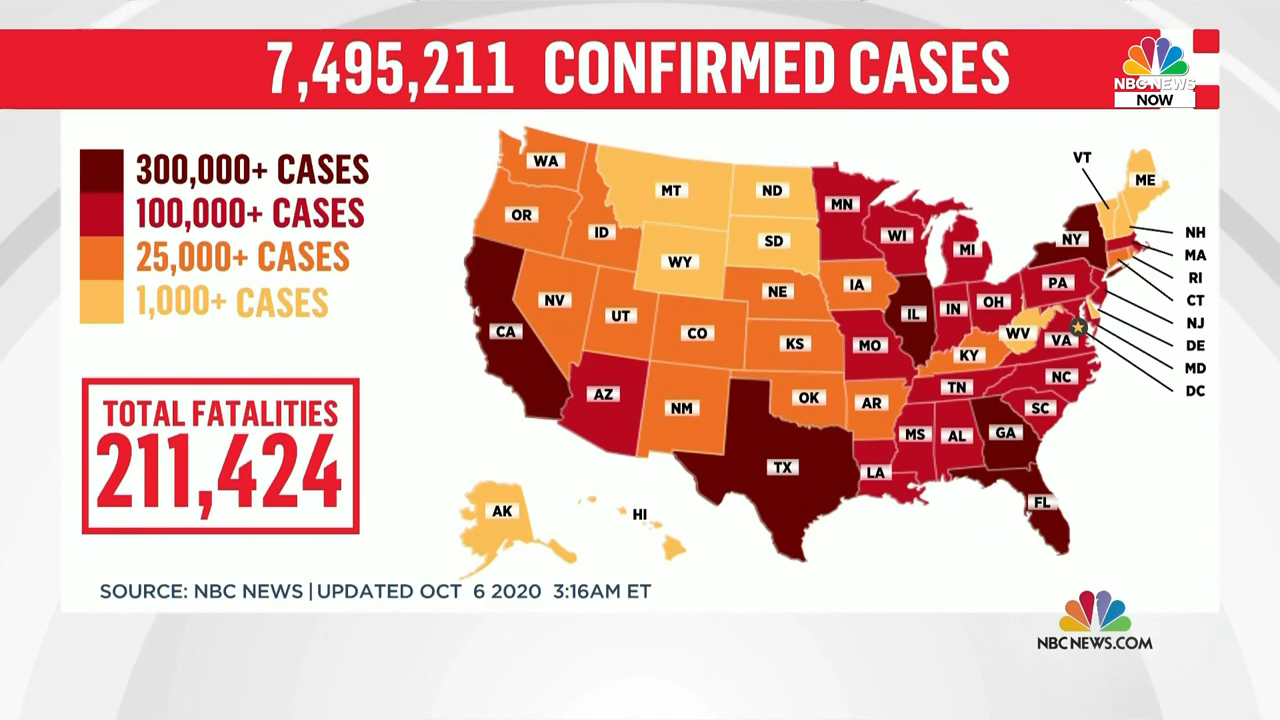 7,495,211 CONFIRMED CASES
NBC NEWS
NOW
300,000+ CASES
100,000+ CASES
25,000+ CASES
1,000+ CASES
TOTAL FATALITIES
211,424
WA
MT
ND
MN
VT
ME
OR
ID
SD
WI
MI
NY
NH
WY
MA
NV
NE
IA
PA
RI
UT
CO
IL
IN
OH
CT
CA
KS
MO
KY
WV
VA
NJ
DE
AZ
NM
OK
AR
TN
NC
MD
SC
DC
TX
LA
MS
AL
GA
FL
AK
HI
SOURCE: NBC NEWS | UPDATED OCT 6 2020 3:16AM ET
NBCNEWS.COM